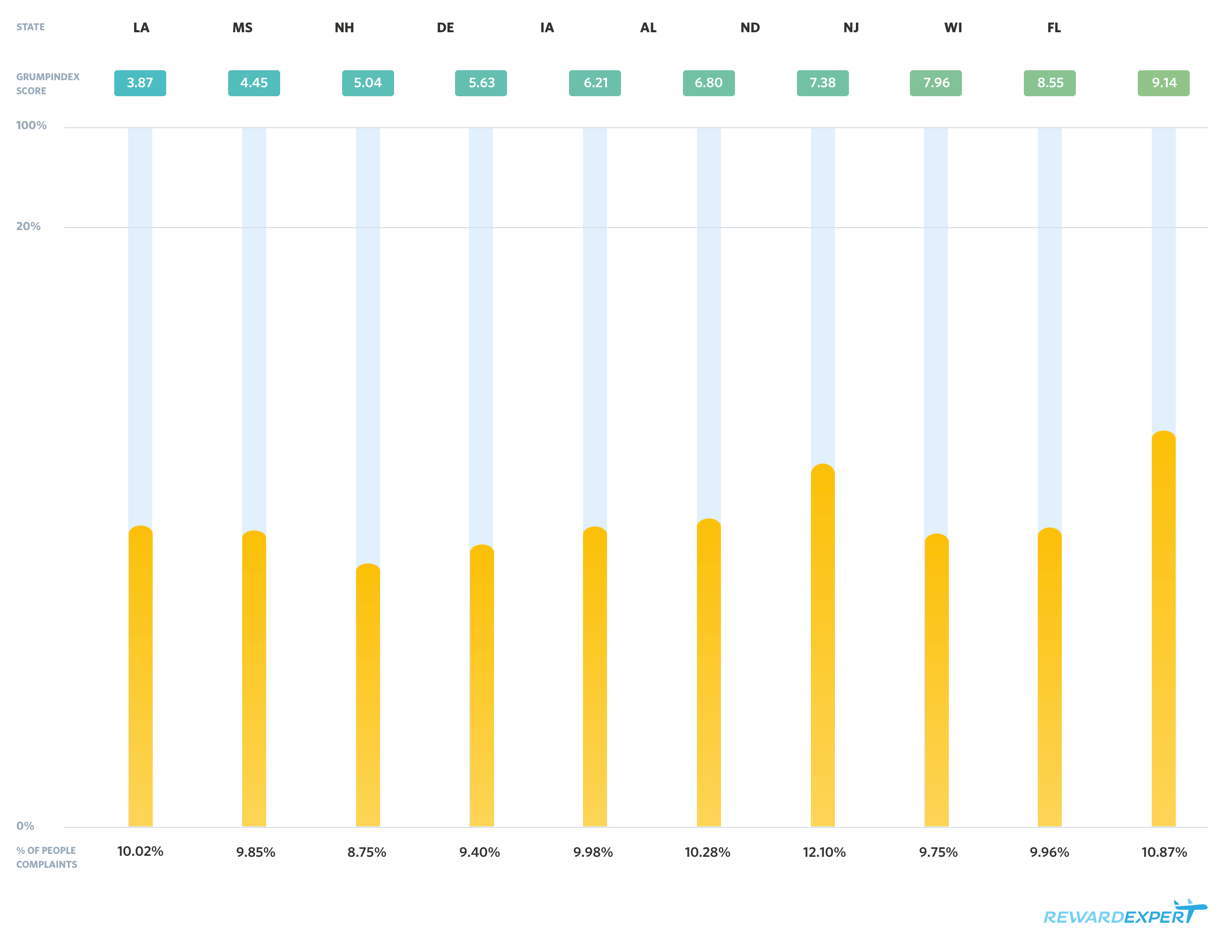 STATE LA MS NH DE IA AL ND NJ WI FL
GRUMPINDEX
SCORE
3.87 4.45 5.04 5.63 6.21 6.80 7.38 7.96 8.55 9.14
100%
20%
0%
% OF PEOPLE
COMPLAINTS
10.02% 9.85% 8.75% 9.40% 9.98% 10.28% 12.10% 9.75% 9.96% 10.87%
REWARDEXPERT